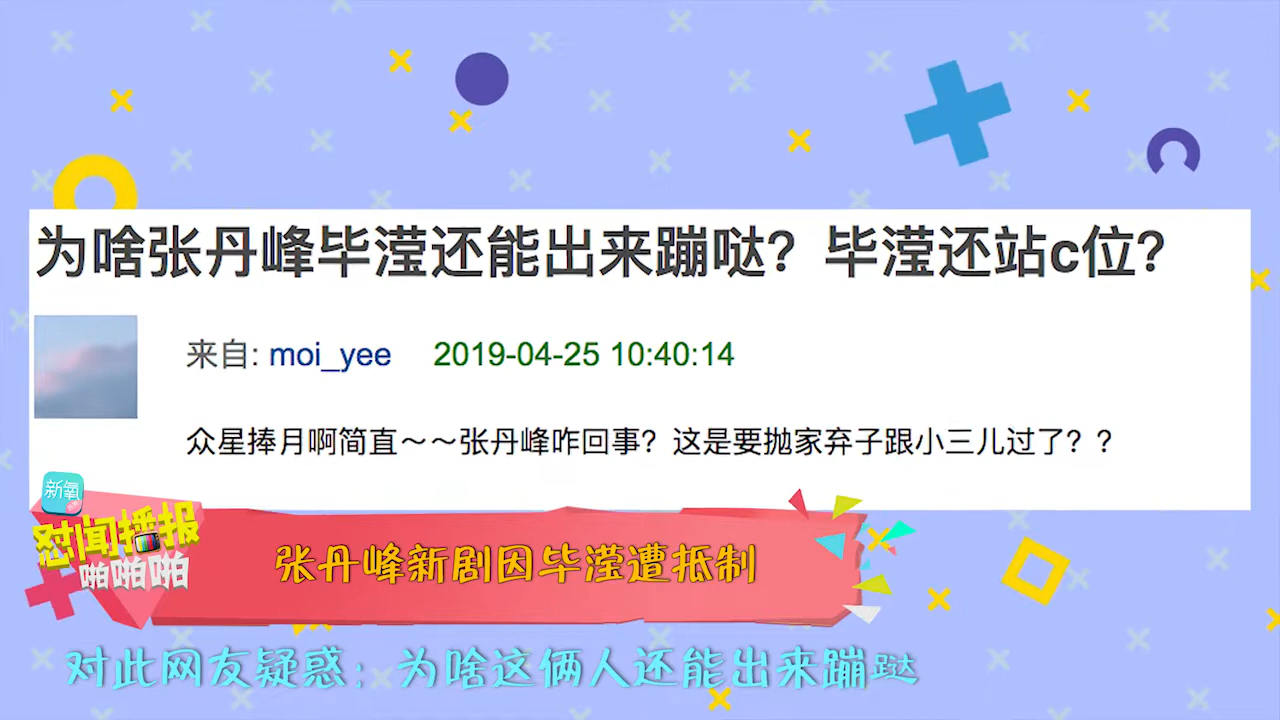 为啥张丹峰毕滢还能出来蹦哒？毕滢还站c位？
来自: moi_yee 2019-04-25 10:40:14
众星捧月啊简直～～张丹峰咋回事？这是要抛家弃子跟小三儿过了？？
新氧
怼闻播报
啪啪啪
张丹峰新剧因毕滢遭抵制
对此网友疑惑：为啥这俩人还能出来蹦跶